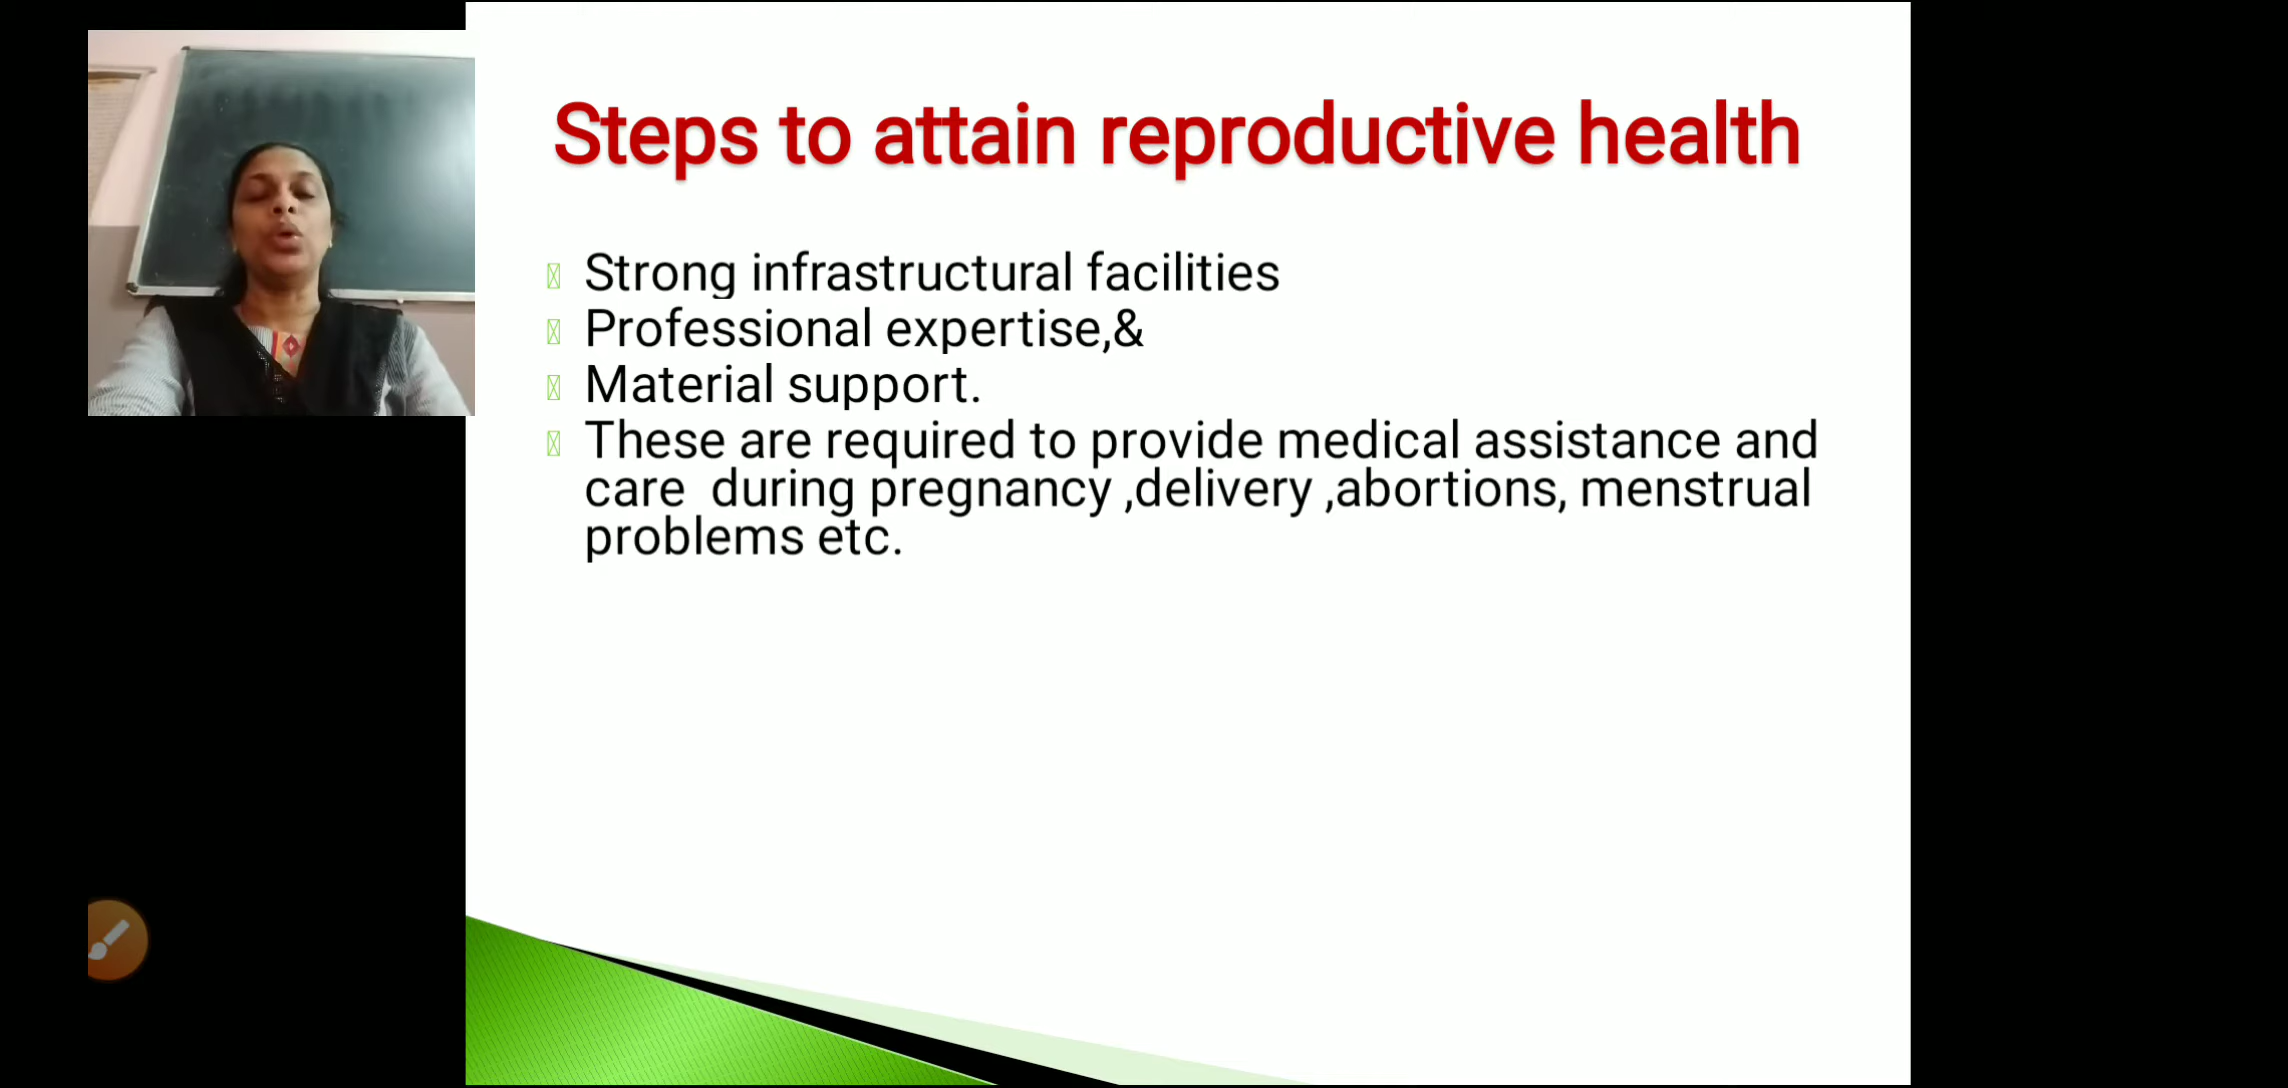 Steps to attain reproductive health
Strong infrastructural facilities
Professional expertise,&
Material support.
These are required to provide medical assistance and
care  during pregnancy ,delivery ,abortions, menstrual
problems etc.